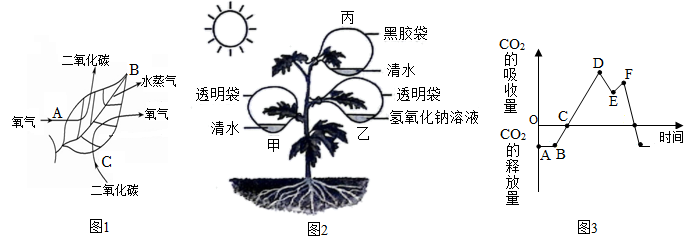 二氧化碳
B
水蒸气
A
氧气
氧气
C
二氧化碳
图1
丙
黑胶袋
清水
透明袋
透明袋
清水
氢氧化钠溶液
甲
乙
图2
CO2
的吸收量
D
F
E
O
C
时间
CO2
的释放量
A
B
图3